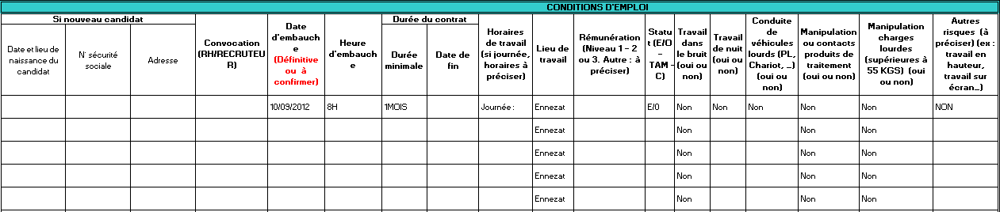 CONDITIONS D'EMPLOI
Si nouveau candidat
Durée du contrat
Date et lieu de
naissance du
candidat
N° sécurité
sociale
Adresse
Convocation
(RH/RECRUTEU
R)
Date
d'embauch
e
(Définitive
ou à
confirmer)
Heure
d'embauch
e
Durée
minimale
Date de
fin
Horaires
de travail
(si journée,
horaires à
préciser)
Lieu de
travail
Rémunération
(Niveau 1 - 2
ou 3. Autre : à
préciser)
Statu
t (E/O
-
TAM -
C)
Travail
dans
le bruit
(oui ou
non)
Travail
de nuit
(oui ou
non)
Conduite
de
véhicules
lourds (PL,
Chariot, ...)
(oui ou
non)
Manipulation
ou contacts
produits de
traitement
(oui ou non)
Manipulation
charges
lourdes
(supérieures à
55 KGS) (oui
ou non)
Autres
risques (à
préciser) (ex :
travail en
hauteur,
travail sur
écran...)
10/09/2012 8H 1MOIS Journée : Ennezat E/O Non Non Non Non Non NON
Ennezat Non Non Non
Ennezat Non Non Non
Ennezat Non Non Non
Ennezat Non Non Non